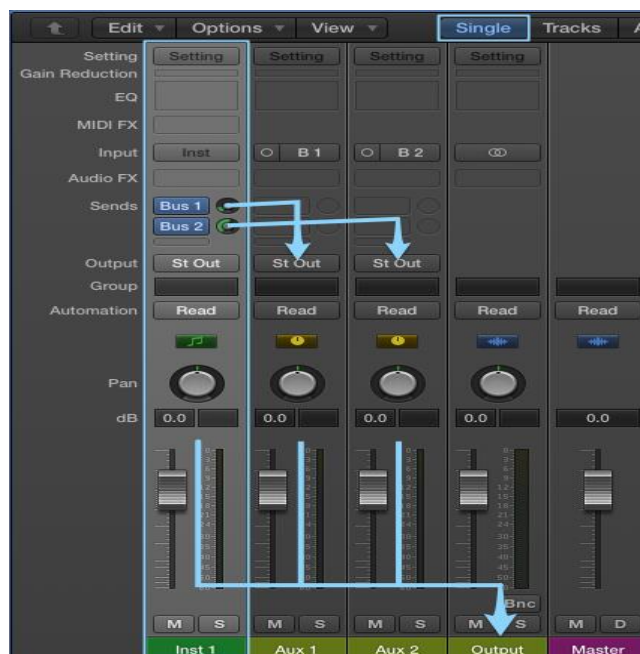 Edit Options View Single Tracks A
Setting Setting Setting Setting Setting
Gain Reduction
EQ
MIDI FX
Input Inst B 1 B 2
Audio FX
Sends Bus 1
Bus 2
Output St Out St Out St Out
Group
Automation Read Read Read Read Read
Pan
dB 0.0 0.0 0.0 0.0 0.0
Bnc
M S M S M S M S M D
Inst 1 Aux 1 Aux 2 Output Master